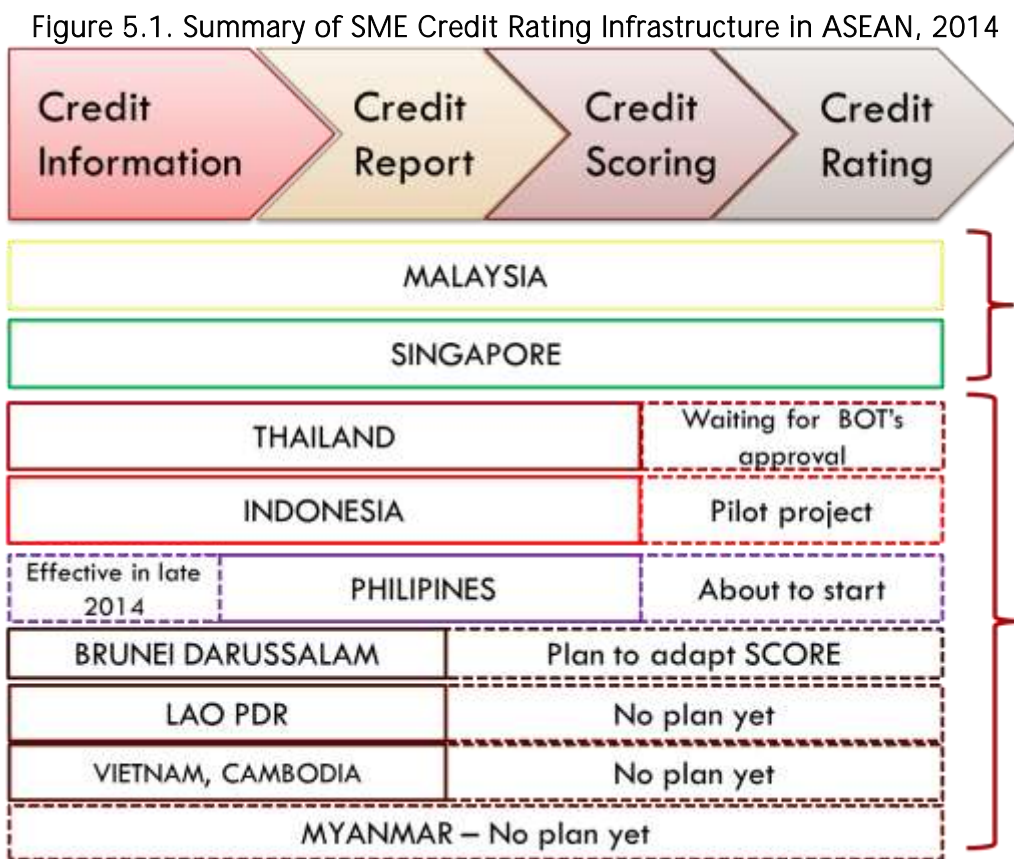 Figure 5.1. Summary of SME Credit Rating Infrastructure in ASEAN, 2014
Credit
Information
Credit
Report
Credit
Scoring
Credit
Rating
MALAYSIA
SINGAPORE
THAILAND
Waiting for BOT's
approval
INDONESIA
Pilot project
Effective in late
2014
PHILIPINES
About to start
BRUNEI DARUSSALAM
Plan to adapt SCORE
LAO PDR
No plan yet
VIETNAM, CAMBODIA
No plan yet
MYANMAR – No plan yet